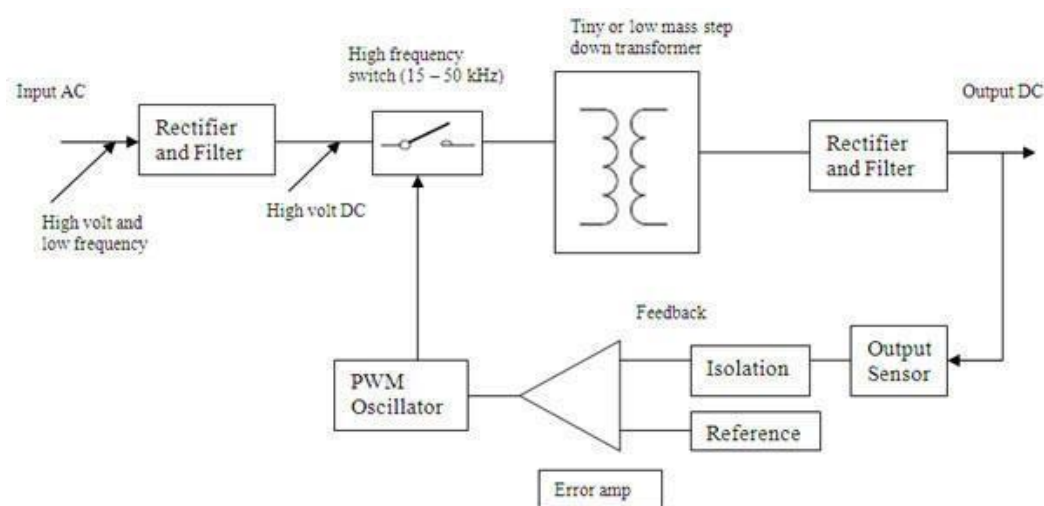 Tiny or low mass step
down transformer
High frequency
switch (15 – 50 kHz)
Input AC
Output DC
Rectifier
and Filter
Rectifier
and Filter
High volt DC
High volt and
low frequency
Feedback
PWM
Oscillator
Isolation
Output
Sensor
Reference
Error amp